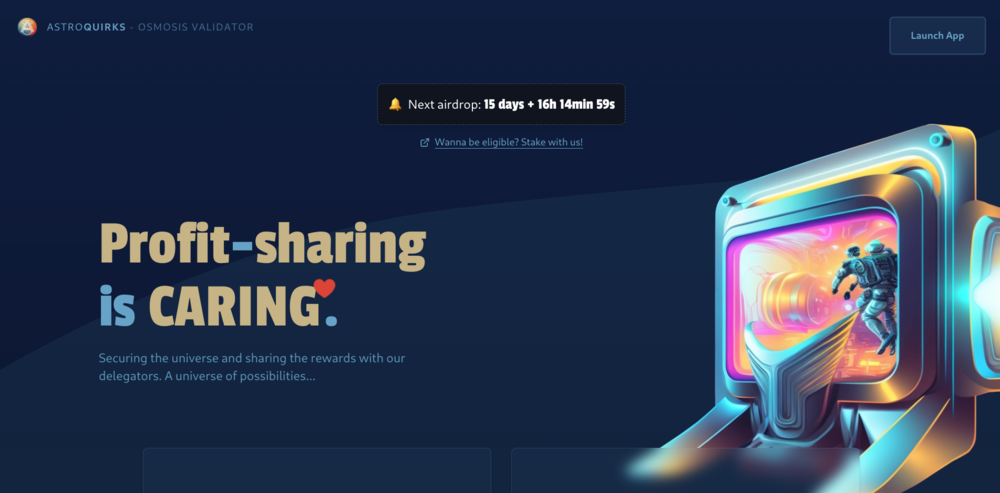 ASTROQUIRKS - OSMOSIS VALIDATOR
Launch App
🔔 Next airdrop: 15 days + 16h 14min 59s
Wanna be eligible? Stake with us!
Profit-sharing
is CARING.
Securing the universe and sharing the rewards with our
delegators. A universe of possibilities...